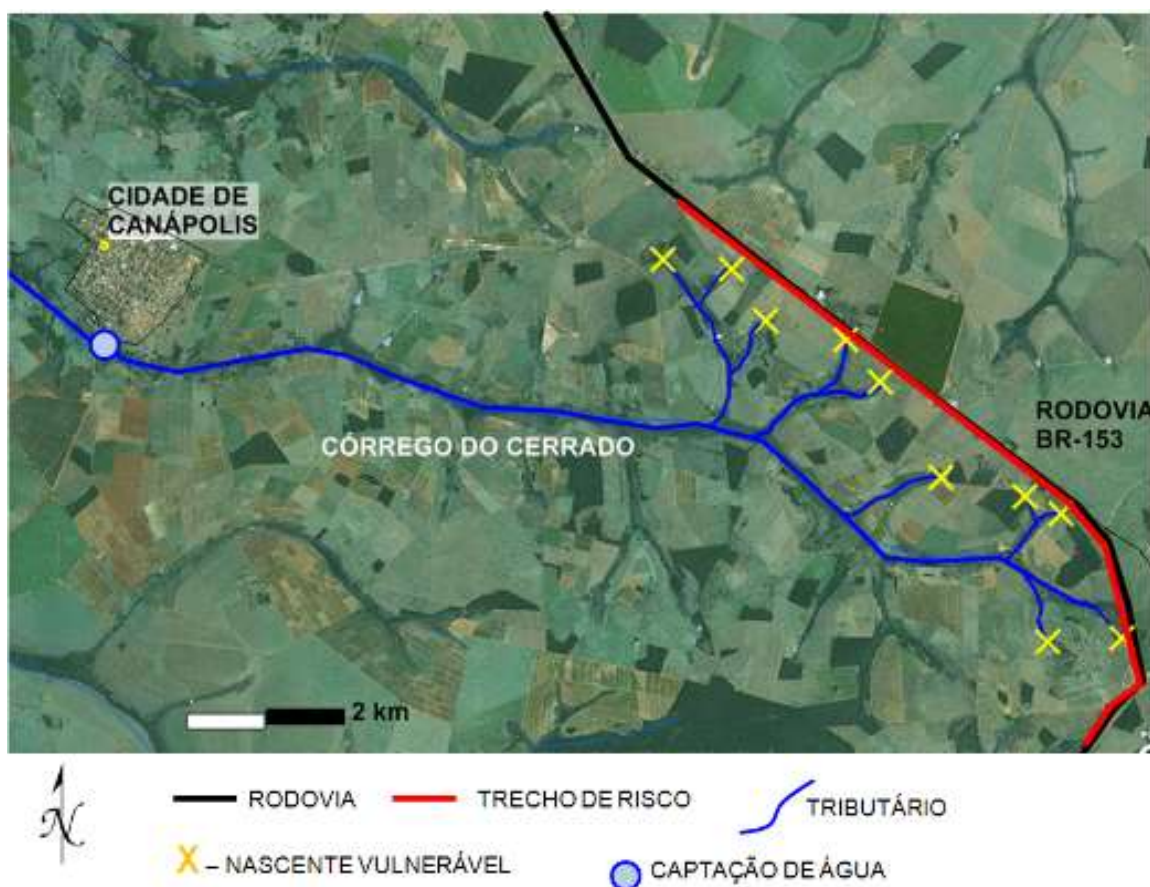 CIDADE DE
CANÁPOLIS
RODOVIA
BR-153
CÓRREGO DO CERRADO
2 km
N
RODOVIA
TRECHO DE RISCO
TRIBUTÁRIO
X – NASCENTE VULNERÁVEL
CAPTAÇÃO DE ÁGUA